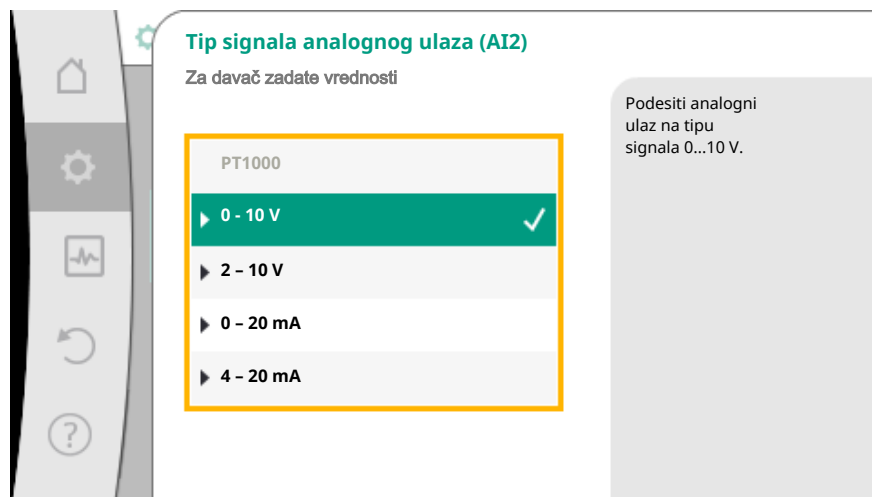 Tip signala analognog ulaza (AI2)
Za davač zadate vrednosti
PT1000
0 - 10 V
2 – 10 V
0 – 20 mA
4 – 20 mA
Podesiti analogni
ulaz na tipu
signala 0...10 V.
?